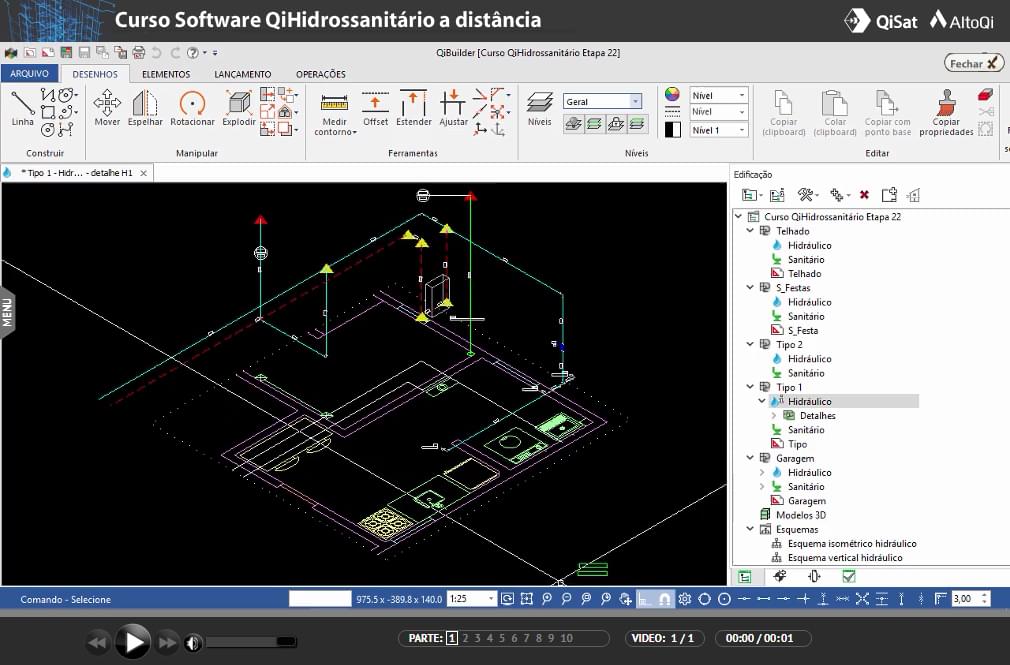 Curso Software QiHidrossanitário a distância
QiSat AltoQi
QiBuilder [Curso QiHidrossanitário Etapa 22]
Fechar
ARQUIVO DESENHOS ELEMENTOS LANÇAMENTO OPERAÇÕES
Linha Mover Espelhar Rotacionar Explodir Medir contorno Offset Estender Ajustar Níveis Geral Nível Nível Nível 1 Copiar (clipboard) Colar (clipboard) Copiar com ponto base Copiar propriedades
Construir Manipular Ferramentas Níveis Editar
* Tipo 1 - Hidr... - detalhe H1
Edificação
Curso QiHidrossanitário Etapa 22
Telhado
Hidráulico
Sanitário
Telhado
S_Festas
Hidráulico
Sanitário
S_Festa
Tipo 2
Hidráulico
Sanitário
Tipo 1
Hidráulico
Detalhes
Sanitário
Tipo
Garagem
Hidráulico
Sanitário
Garagem
Modelos 3D
Esquemas
Esquema isométrico hidráulico
Esquema vertical hidráulico
MENU
Comando - Selecione 975.5 x -389.8 x 140.0 1:25 3,00
PARTE: 1 2 3 4 5 6 7 8 9 10 VIDEO: 1 / 1 00:00 / 00:01